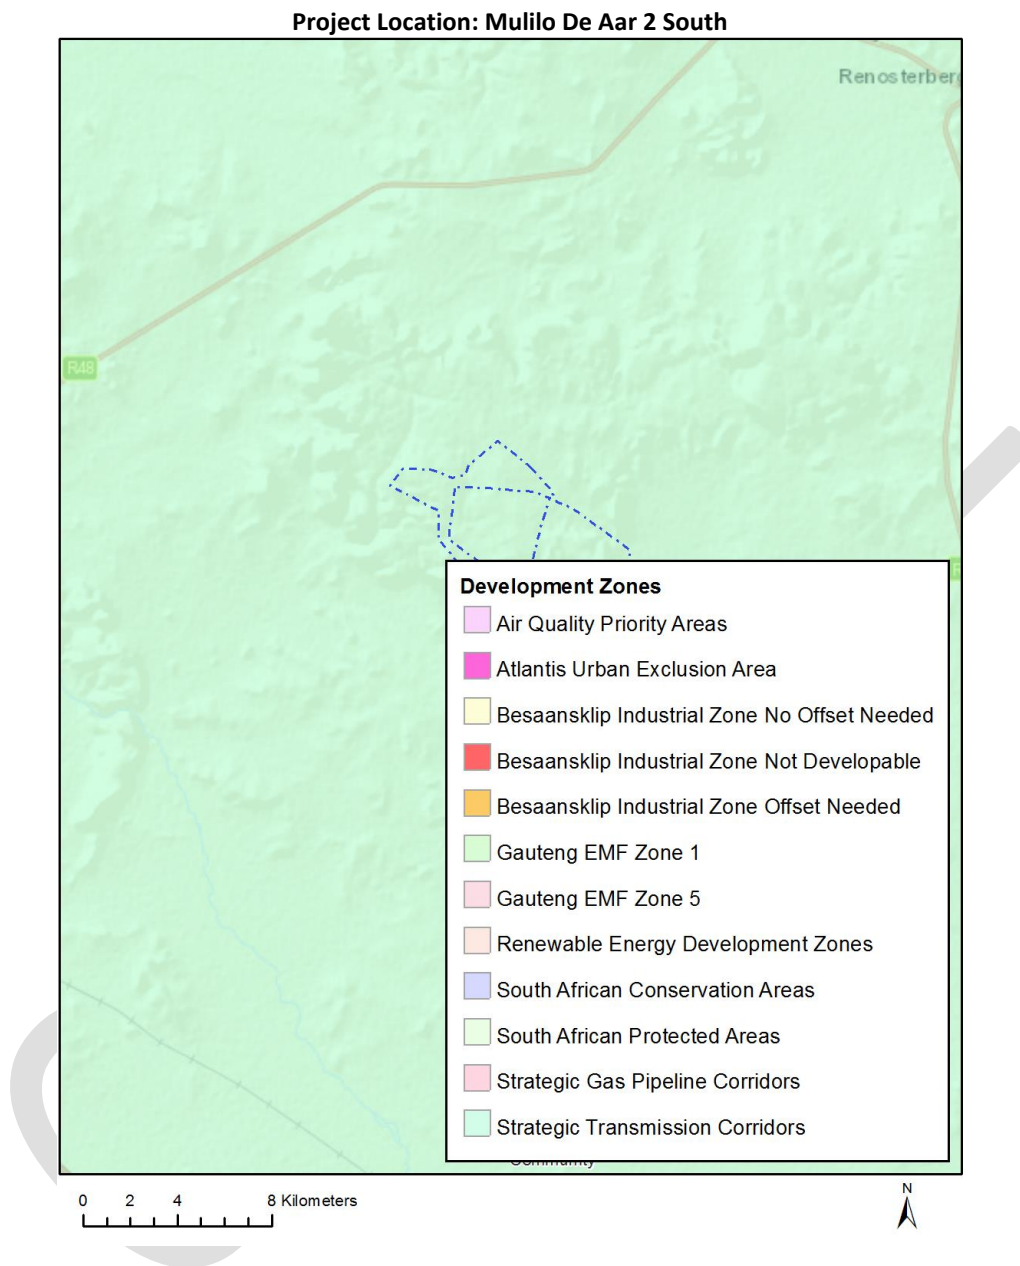 Project Location: Mulilo De Aar 2 South
Renosterberg
R48
Development Zones
Air Quality Priority Areas
Atlantis Urban Exclusion Area
Besaansklip Industrial Zone No Offset Needed
Besaansklip Industrial Zone Not Developable
Besaansklip Industrial Zone Offset Needed
Gauteng EMF Zone 1
Gauteng EMF Zone 5
Renewable Energy Development Zones
South African Conservation Areas
South African Protected Areas
Strategic Gas Pipeline Corridors
Strategic Transmission Corridors
Community
0 2 4 8 Kilometers
N